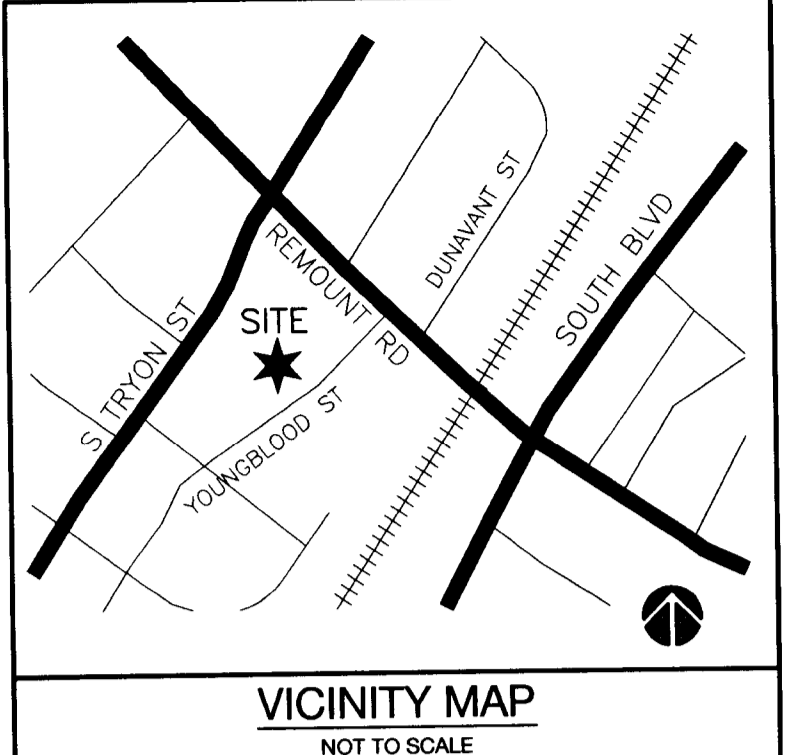 DUNAVANT ST
SOUTH BLVD
REMOUNT RD
SITE
S TRYON ST
YOUNGBLOOD ST
VICINITY MAP
NOT TO SCALE